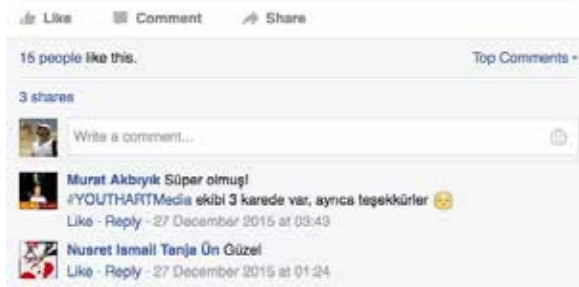 Like Comment Share
15 people like this. Top Comments
3 shares
Write a comment...
Murat Akbıyık Süper olmuş!
#YOUTHARTMedia ekibi 3 karede var, ayrıca teşekkürler
Like · Reply · 27 December 2015 at 03:43
Nusret Ismail Tanja Ün Güzel
Like · Reply · 27 December 2015 at 01:24